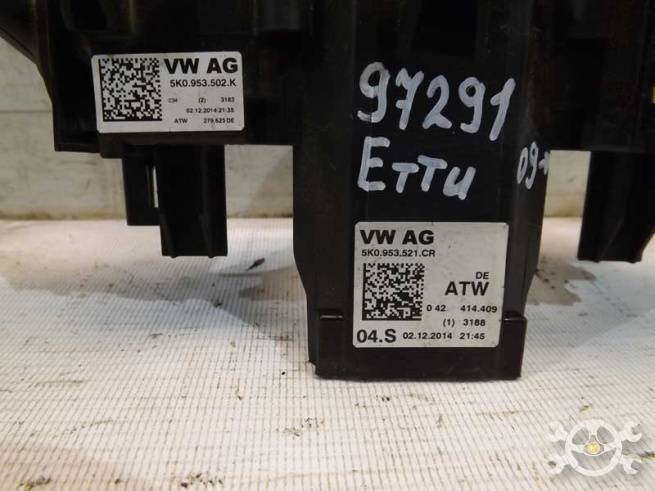 VW AG
5K0.953.502.K
C34 (2) 3183
02.12.2014 21:35
ATW 279.625 DE
97291
Етти
09-
VW AG
5K0.953.521.CR
DE
ATW
0 42 414.409
(1) 3188
04.S 02.12.2014 21:45